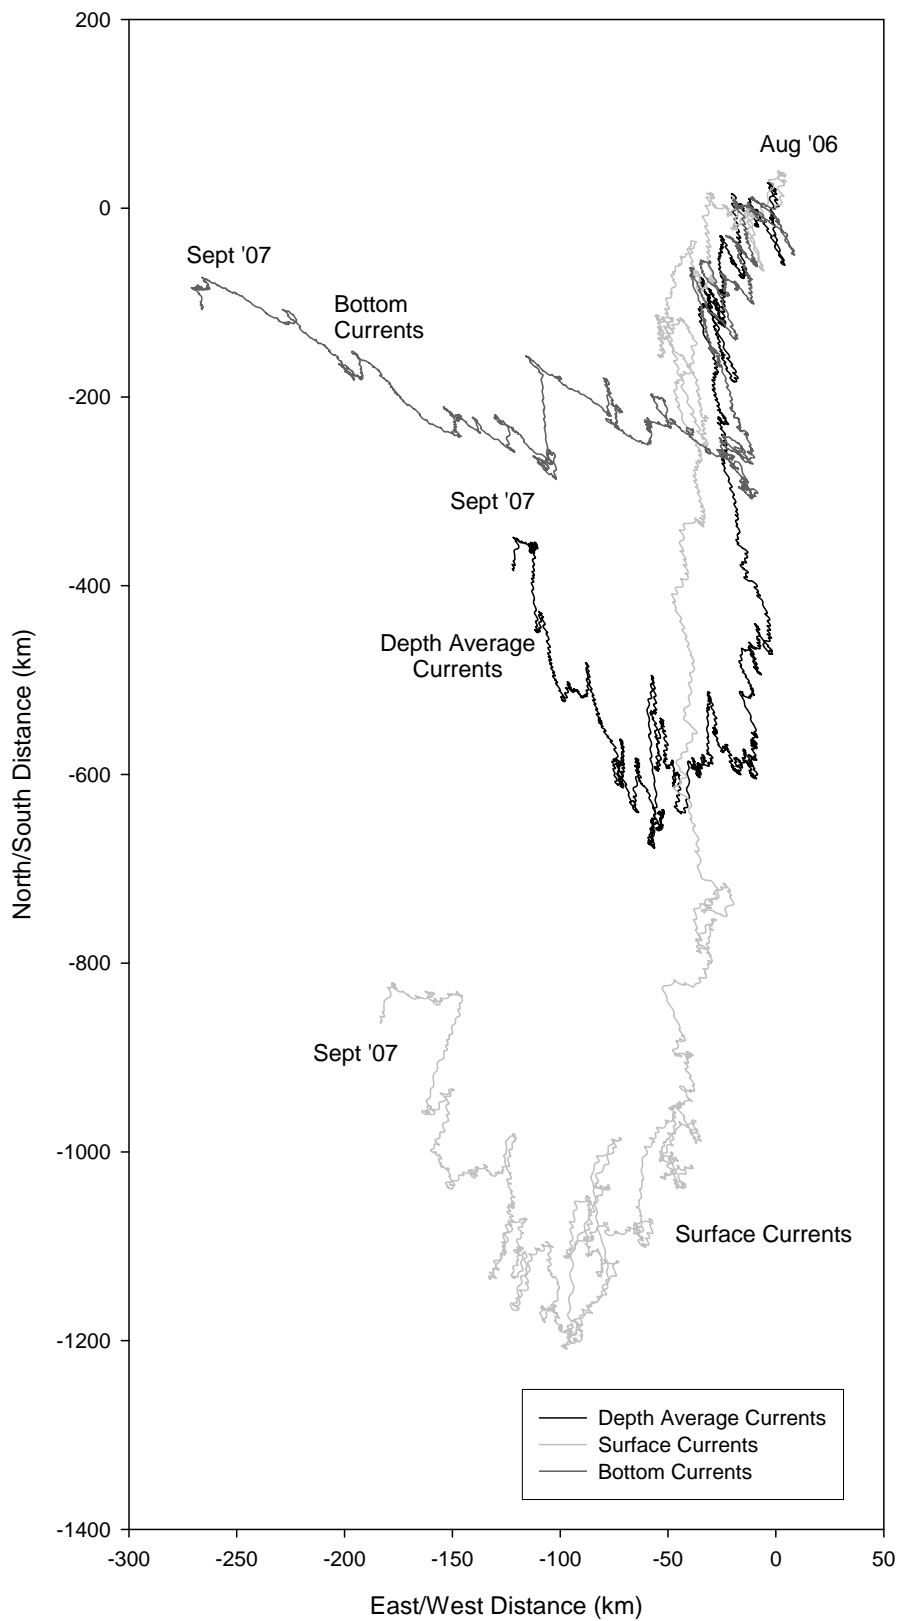 200
Aug '06
0
Sept '07
Bottom
Currents
-200
Sept '07
-400
Depth Average
Currents
North/South Distance (km)
-600
-800
Sept '07
-1000
Surface Currents
-1200
Depth Average Currents
Surface Currents
Bottom Currents
-1400
-300 -250 -200 -150 -100 -50 0 50
East/West Distance (km)